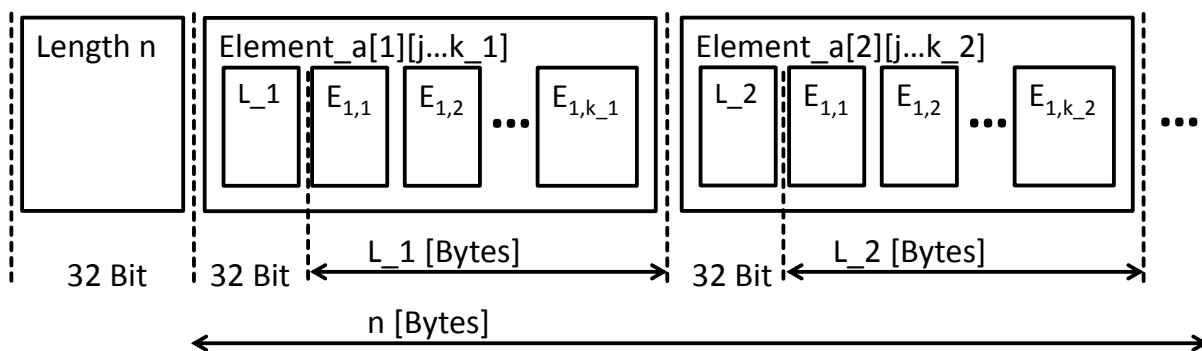 Length n
Element_a[1][j...k_1]
L_1
E1,1
E1,2
...
E1,k_1
Element_a[2][j...k_2]
L_2
E1,1
E1,2
...
E1,k_2
...
32 Bit
32 Bit
L_1 [Bytes]
32 Bit
L_2 [Bytes]
n [Bytes]